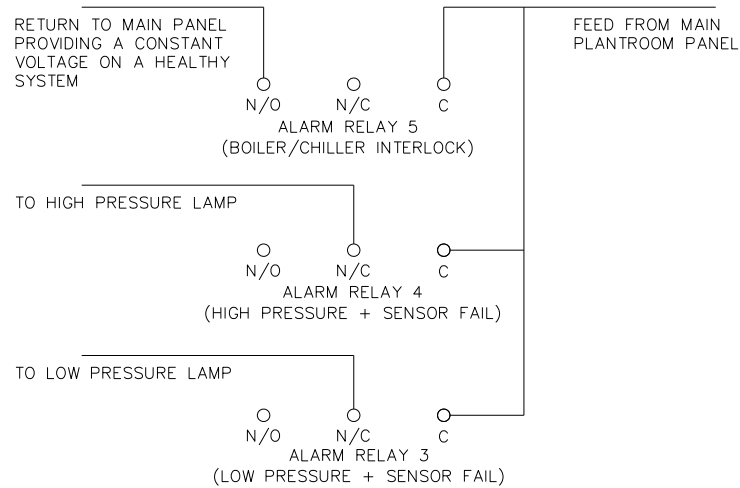 RETURN TO MAIN PANEL
PROVIDING A CONSTANT
VOLTAGE ON A HEALTHY
SYSTEM
FEED FROM MAIN
PLANTROOM PANEL
N/O N/C C
ALARM RELAY 5
(BOILER/CHILLER INTERLOCK)
TO HIGH PRESSURE LAMP
N/O N/C C
ALARM RELAY 4
(HIGH PRESSURE + SENSOR FAIL)
TO LOW PRESSURE LAMP
N/O N/C C
ALARM RELAY 3
(LOW PRESSURE + SENSOR FAIL)